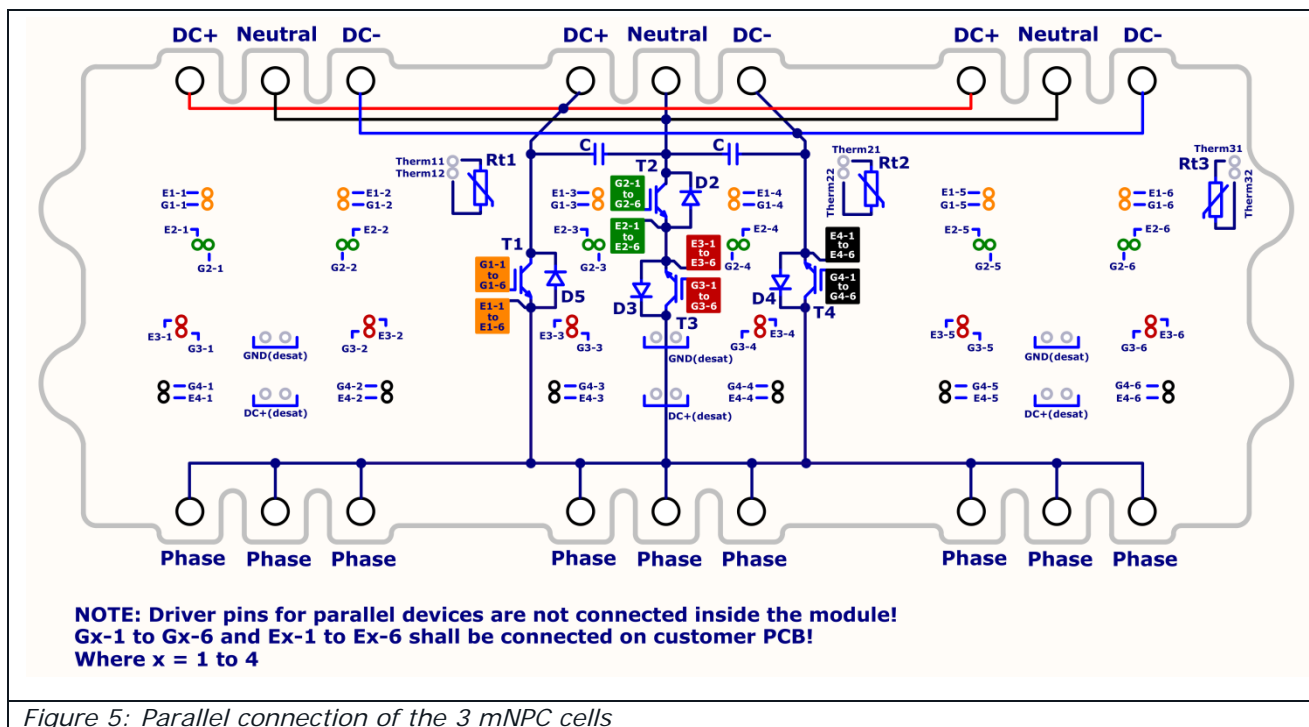 DC+ Neutral DC- DC+ Neutral DC- DC+ Neutral DC-
C C
T2
Therm11
Therm12
Rt1
G2-1
to
G2-6
D2
Therm21
Therm22
Rt2
Rt3
Therm31
Therm32
E1-1
G1-1
E1-2
G1-2
E1-3
G1-3
E1-4
G1-4
E1-5
G1-5
E1-6
G1-6
E2-1
G2-1
E2-2
G2-2
E2-3
G2-3
E2-1
to
E2-6
E3-1
to
E3-6
E2-4
G2-4
E4-1
to
E4-6
E2-5
G2-5
E2-6
G2-6
T1
G1-1
to
G1-6
D5
E1-1
to
E1-6
D3
G3-1
to
G3-6
T3
D4
G4-1
to
G4-6
T4
E3-1
G3-1
GND(desat)
E3-2
G3-2
E3-3
G3-3
GND(desat)
E3-4
G3-4
E3-5
G3-5
GND(desat)
E3-6
G3-6
G4-1
E4-1
DC+(desat)
G4-2
E4-2
G4-3
E4-3
DC+(desat)
G4-4
E4-4
G4-5
E4-5
DC+(desat)
G4-6
E4-6
Phase Phase Phase Phase Phase Phase Phase Phase Phase
NOTE: Driver pins for parallel devices are not connected inside the module!
Gx-1 to Gx-6 and Ex-1 to Ex-6 shall be connected on customer PCB!
Where x = 1 to 4
Figure 5: Parallel connection of the 3 mNPC cells